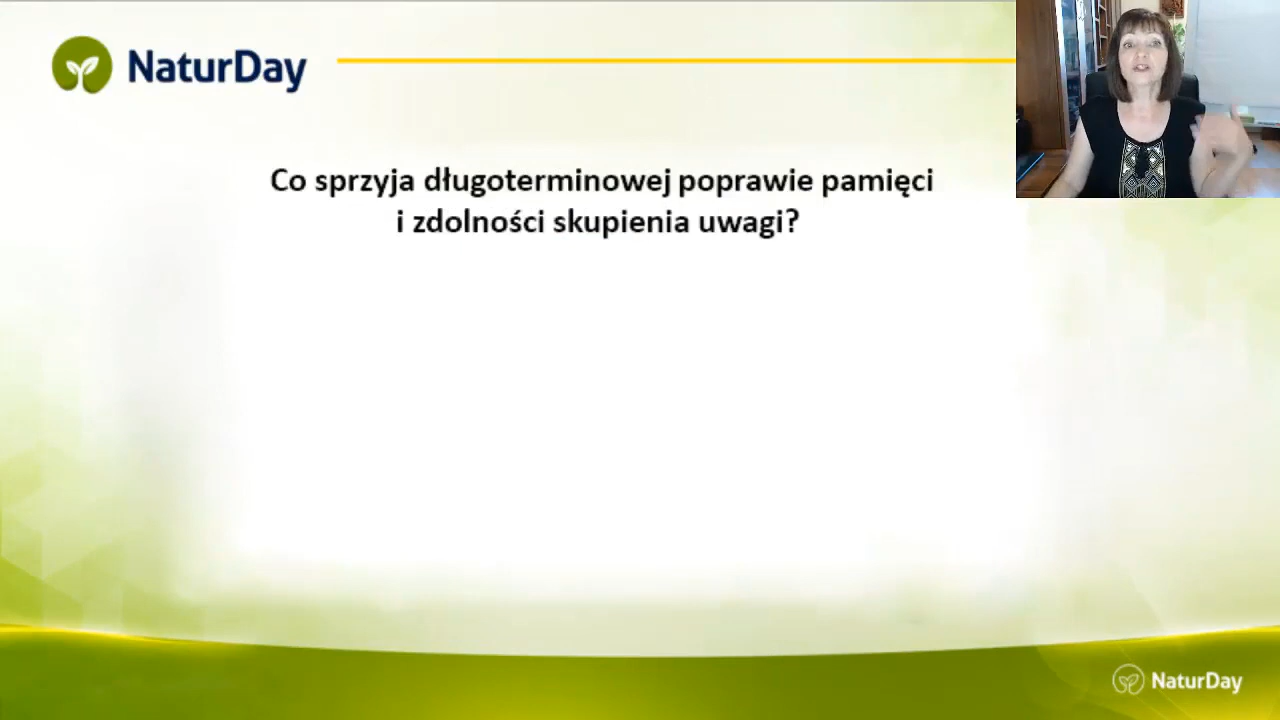 NaturDay
Co sprzyja długoterminowej poprawie pamięci
i zdolności skupienia uwagi?
NaturDay